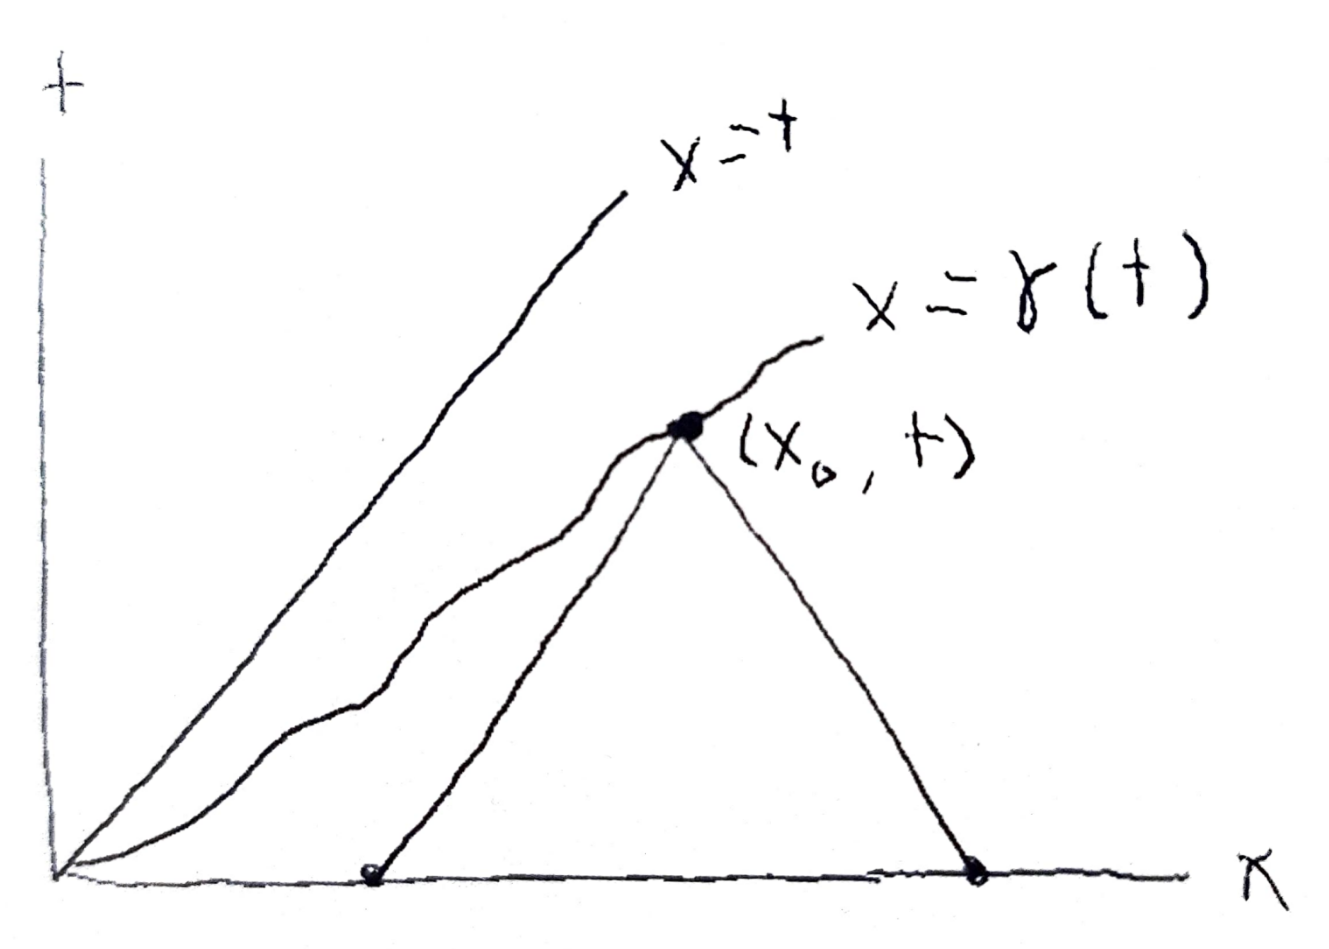 t
x=t
x = γ(t)
(x₀, t)
x